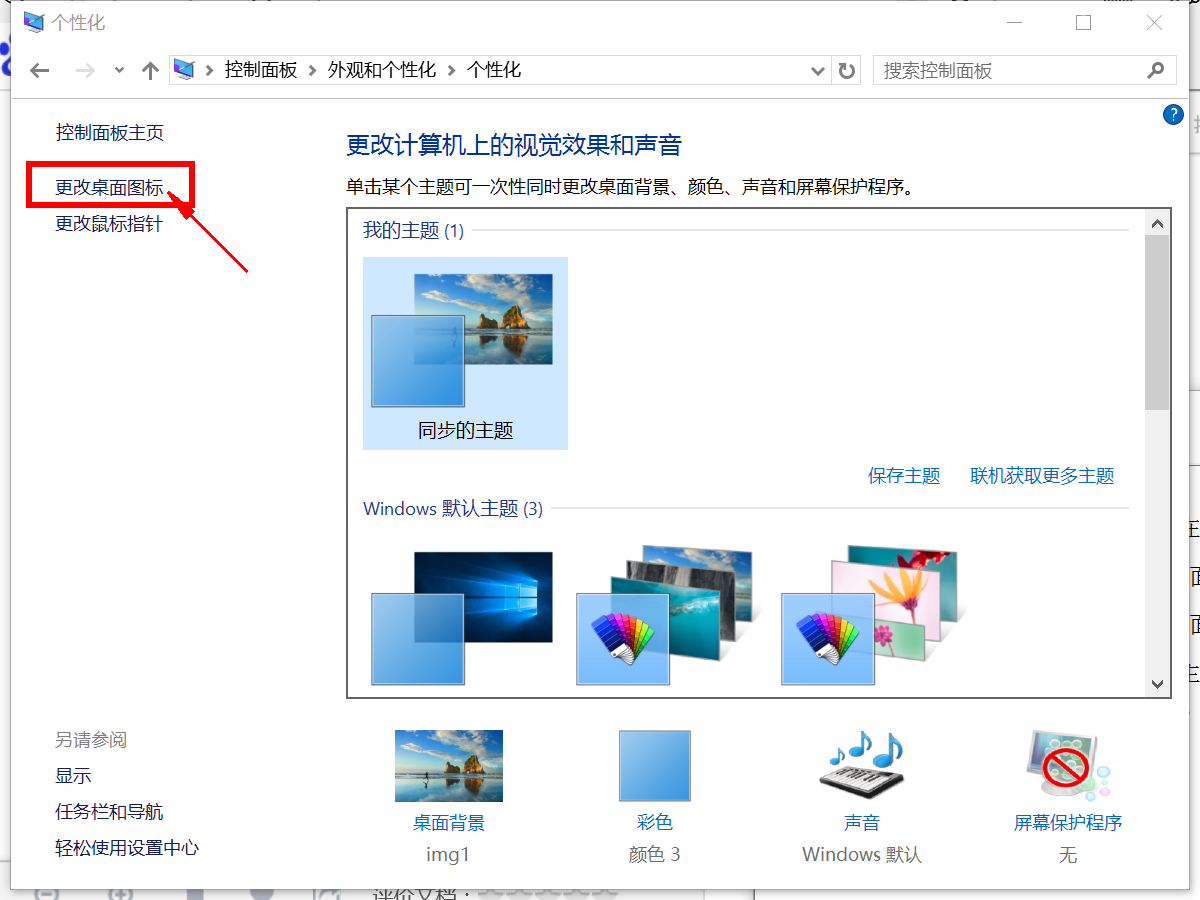 个性化
控制面板 > 外观和个性化 > 个性化
搜索控制面板
?
控制面板主页
更改桌面图标
更改鼠标指针
更改计算机上的视觉效果和声音
单击某个主题可一次性同时更改桌面背景、颜色、声音和屏幕保护程序。
我的主题 (1)
同步的主题
保存主题 联机获取更多主题
Windows 默认主题 (3)
另请参阅
显示
任务栏和导航
轻松使用设置中心
桌面背景
img1
彩色
颜色 3
声音
Windows 默认
屏幕保护程序
无
评价文档: